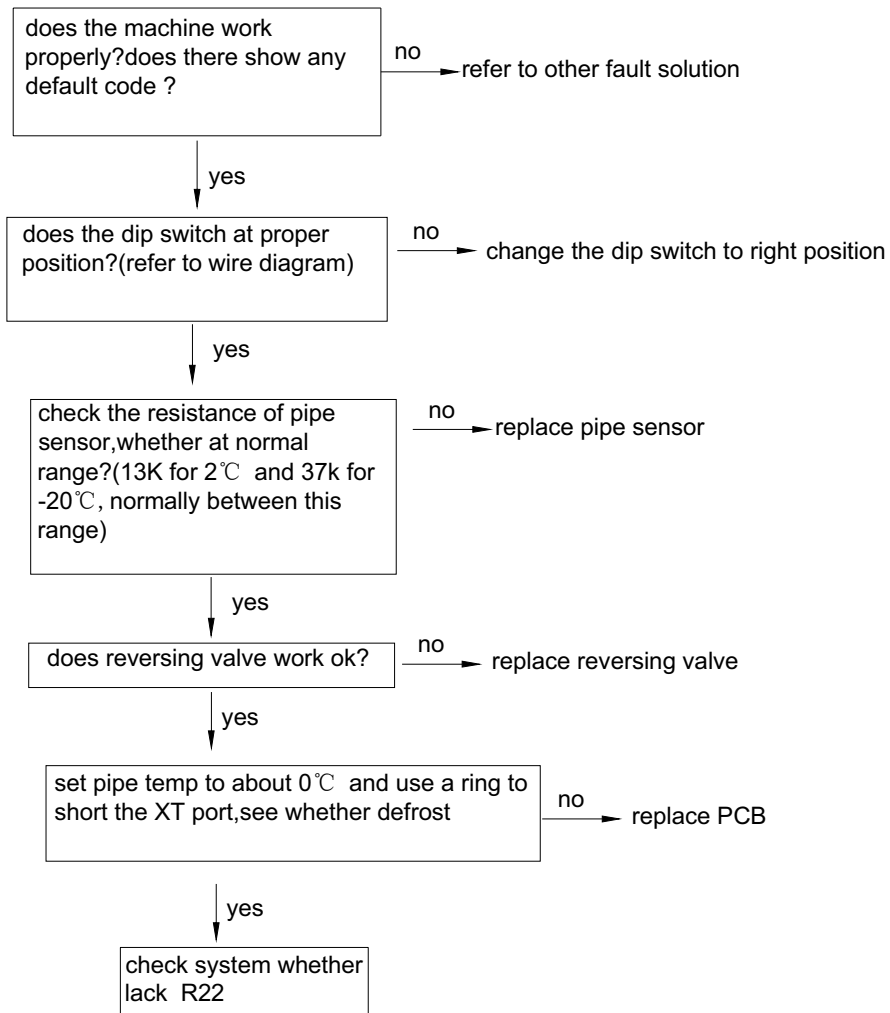 does the machine work
properly?does there show any
default code ?
no
refer to other fault solution
yes
does the dip switch at proper
position?(refer to wire diagram)
no
change the dip switch to right position
yes
check the resistance of pipe
sensor,whether at normal
range?(13K for 2℃ and 37k for
-20℃, normally between this
range)
no
replace pipe sensor
yes
does reversing valve work ok?
no
replace reversing valve
yes
set pipe temp to about 0℃ and use a ring to
short the XT port,see whether defrost
no
replace PCB
yes
check system whether
lack R22